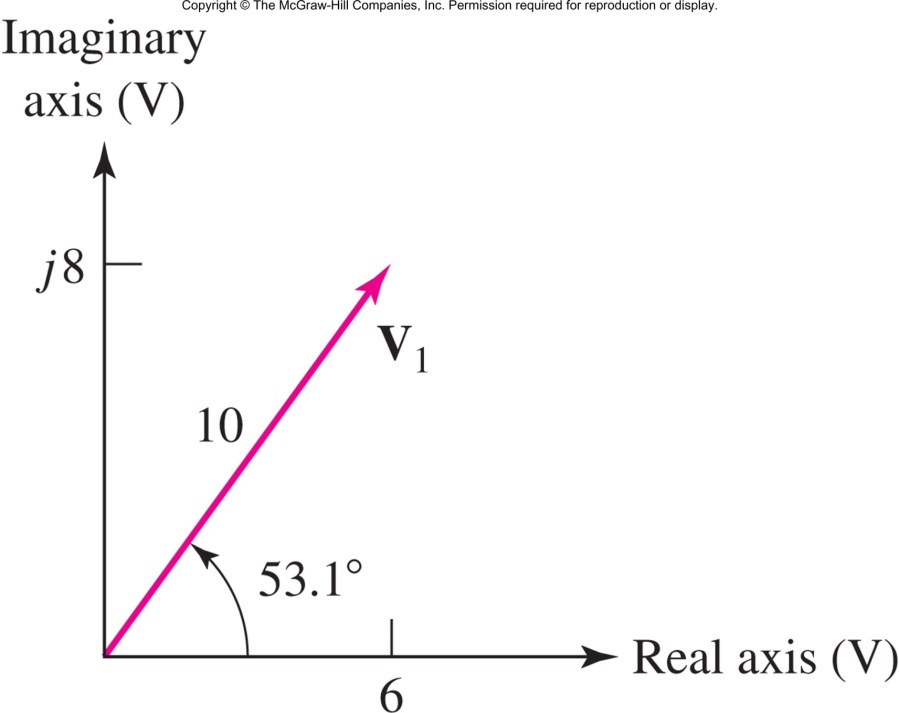 Copyright © The McGraw-Hill Companies, Inc. Permission required for reproduction or display.
Imaginary
axis (V)
j8
V₁
10
53.1°
Real axis (V)
6